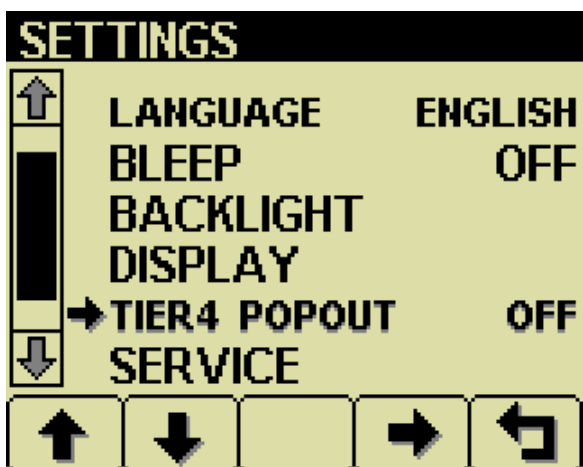 SETTINGS
LANGUAGE ENGLISH
BLEEP OFF
BACKLIGHT
DISPLAY
TIER4 POPOUT OFF
SERVICE